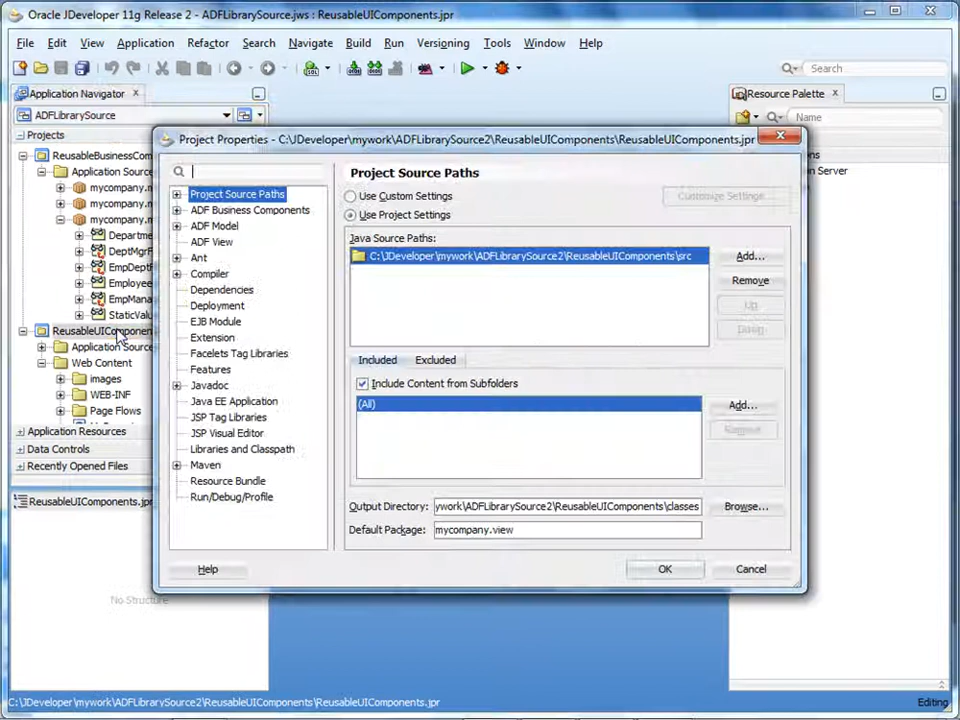 Oracle JDeveloper 11g Release 2 - ADFLibrarySource.jws : ReusableUIComponents.jpr
File Edit View Application Refactor Search Navigate Build Run Versioning Tools Window Help
Search
Application Navigator
Resource Palette
ADFLibrarySource
Name
Projects
ReusableBusinessCom
Application Source
mycompany.m
mycompany.m
mycompany.m
Departme
DeptMgrF
EmpDeptF
Employee
EmpMana
StaticValu
ReusableUIComponen
Application Source
Web Content
images
WEB-INF
Page Flows
Application Resources
Data Controls
Recently Opened Files
ReusableUIComponents.jpr
No Structure
Project Properties - C:\JDeveloper\mywork\ADFLibrarySource2\ReusableUIComponents\ReusableUIComponents.jpr
Project Source Paths
ADF Business Components
ADF Model
ADF View
Ant
Compiler
Dependencies
Deployment
EJB Module
Extension
Facelets Tag Libraries
Features
Javadoc
Java EE Application
JSP Tag Libraries
JSP Visual Editor
Libraries and Classpath
Maven
Resource Bundle
Run/Debug/Profile
Project Source Paths
Use Custom Settings
Customize Settings...
Use Project Settings
Java Source Paths:
C:\JDeveloper\mywork\ADFLibrarySource2\ReusableUIComponents\src
Add...
Remove
Up
Down
Included Excluded
Include Content from Subfolders
(All)
Add...
Remove
Output Directory: ywork\ADFLibrarySource2\ReusableUIComponents\classes Browse...
Default Package: mycompany.view
Help OK Cancel
ons
n Server
C:\JDeveloper\mywork\ADFLibrarySource2\ReusableUIComponents\ReusableUIComponents.jpr
Editing